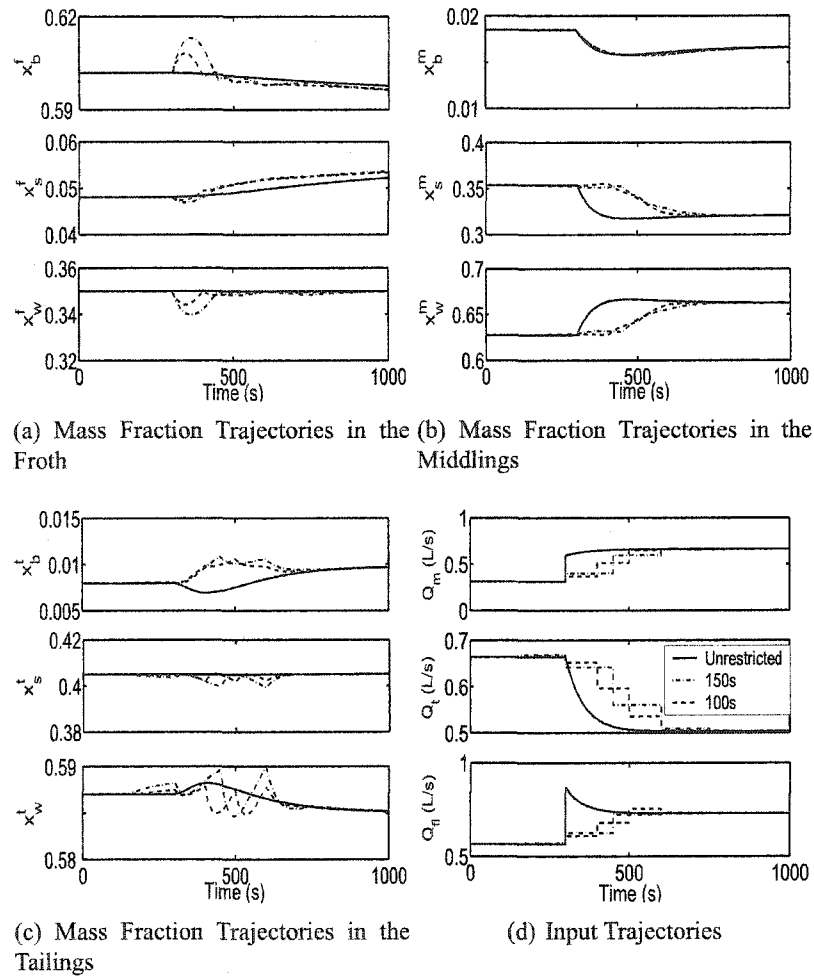 0.62
x_b^f
0.59
0.06
x_s^f
0.05
0.04
0.36
x_w^f
0.34
0.32
0
500
1000
Time (s)
0.02
x_b^m
0.01
0.4
x_s^m
0.35
0.3
0.7
x_w^m
0.65
0.6
0
500
1000
Time (s)
(a) Mass Fraction Trajectories in the Froth
(b) Mass Fraction Trajectories in the Middlings
0.015
x_b^t
0.010
0.005
0.42
x_s^t
0.4
0.38
0.59
x_w^t
0.58
0
500
1000
Time (s)
1
Q_m (L/s)
0.5
0
0.7
Q_t (L/s)
0.6
0.5
Unrestricted
150s
100s
1
Q_fl (L/s)
0.5
0
500
1000
Time (s)
(c) Mass Fraction Trajectories in the Tailings
(d) Input Trajectories